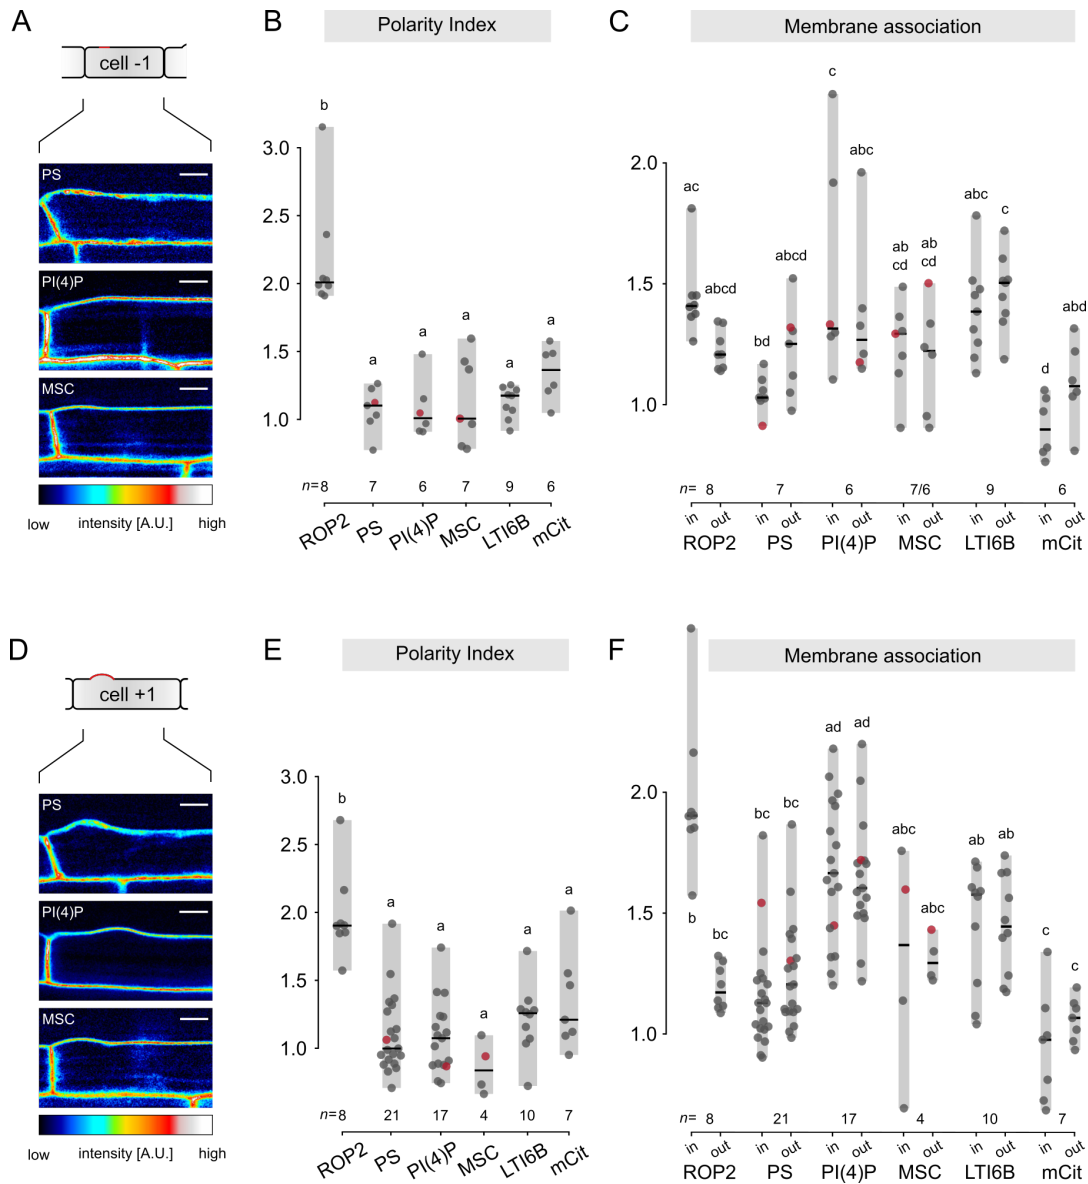 A
cell -1
PS
PI(4)P
MSC
low intensity [A.U.] high
B
Polarity Index
b
3.0
2.5
2.0
1.5
1.0
a a a a a
n=8 7 6 7 9 6
ROP2 PS PI(4)P MSC LTI6B mCit
C
Membrane association
c
abc
2.0
ac
abc
c
abcd
ab
cd
ab
cd
abcd
abd
1.5
bd
d
1.0
n= 8 7 6 7/6 9 6
in out in out in out in out in out in out
ROP2 PS PI(4)P MSC LTI6B mCit
D
cell +1
PS
PI(4)P
MSC
low intensity [A.U.] high
E
Polarity Index
3.0
b
2.5
2.0
a a a a a
1.5
1.0
n=8 21 17 4 10 7
ROP2 PS PI(4)P MSC LTI6B mCit
F
Membrane association
ad ad
2.0
bc bc abc ab ab
1.5
b bc abc c c
1.0
n= 8 21 17 4 10 7
in out in out in out in out in out in out
ROP2 PS PI(4)P MSC LTI6B mCit